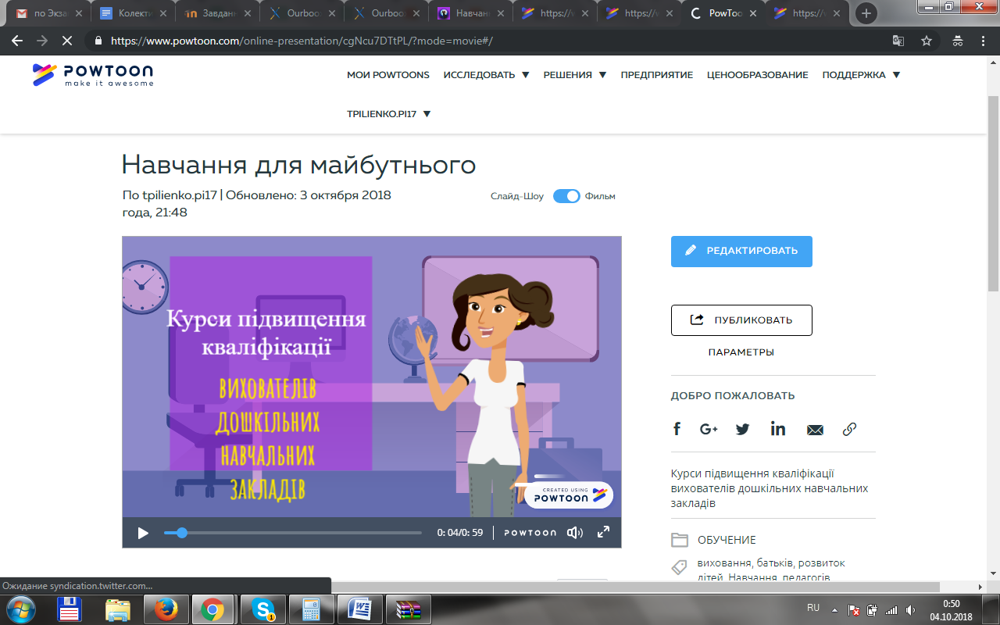 по Экза
Колекти
Завданн
Ourboo
Ourboo
Навчан
https://
https://
PowToo
https://
https://www.powtoon.com/online-presentation/cgNcu7DTtPL/?mode=movie#/
POWTOON
make it awesome
МОИ POWTOONS ИССЛЕДОВАТЬ ▼ РЕШЕНИЯ ▼ ПРЕДПРИЯТИЕ ЦЕНООБРАЗОВАНИЕ ПОДДЕРЖКА ▼
TPILIENKO.PI17 ▼
Навчання для майбутнього
По tpilienko.pi17 | Обновлено: 3 октября 2018
года, 21:48
Слайд-Шоу Фильм
Курси підвищення
кваліфікації
ВИХОВАТЕЛІВ
ДОШКІЛЬНИХ
НАВЧАЛЬНИХ
ЗАКЛАДІВ
CREATED USING
POWTOON
0: 04/0: 59 POWTOON
РЕДАКТИРОВАТЬ
ПУБЛИКОВАТЬ
ПАРАМЕТРЫ
ДОБРО ПОЖАЛОВАТЬ
Курси підвищення кваліфікації
вихователів дошкільних навчальних
закладів
ОБУЧЕНИЕ
виховання, батьків, розвиток
дітей, Навчання, педагогів
Ожидание syndication.twitter.com...
RU
0:50
04.10.2018